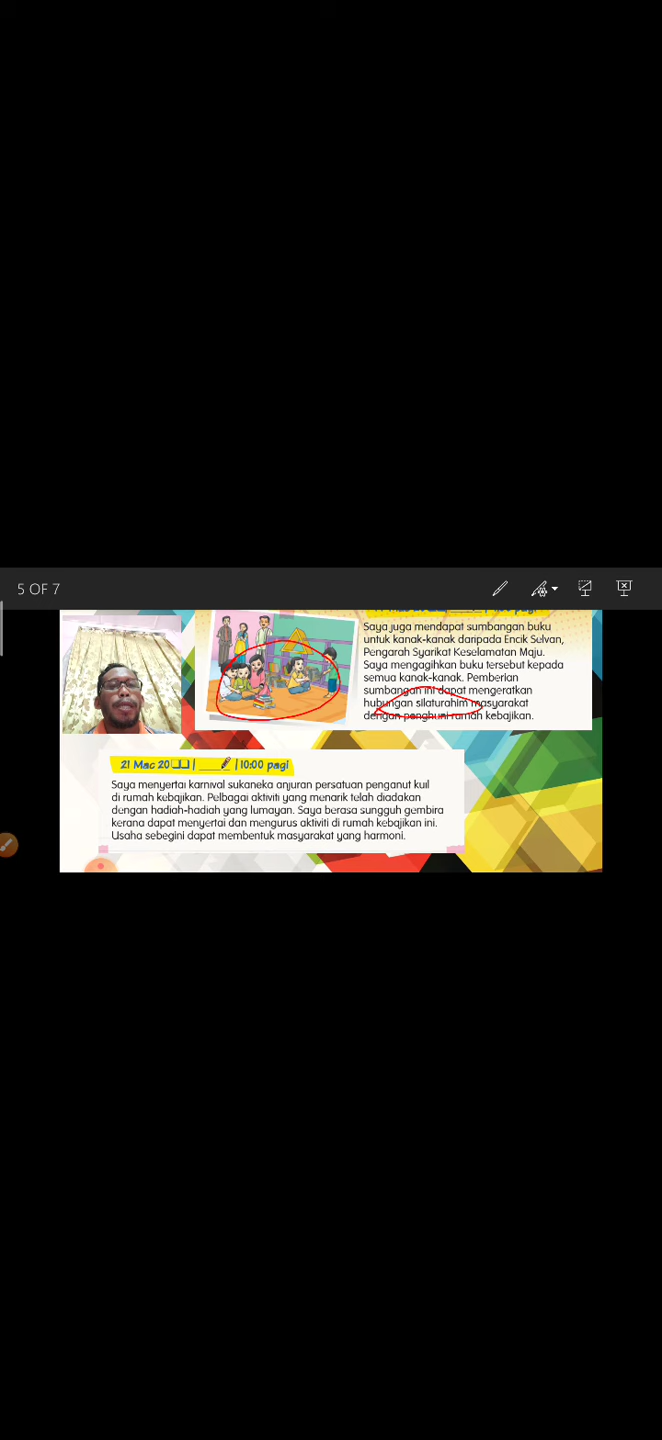 5 OF 7
Saya juga mendapat sumbangan buku
untuk kanak-kanak daripada Encik Selvan,
Pengarah Syarikat Keselamatan Maju.
Saya mengagihkan buku tersebut kepada
semua kanak-kanak. Pemberian
sumbangan ini dapat mengeratkan
hubungan silaturahim masyarakat
dengan penghuni rumah kebajikan.
21 Mac 20 | ____ | 10:00 pagi
Saya menyertai karnival sukaneka anjuran persatuan penganut kuil
di rumah kebajikan. Pelbagai aktiviti yang menarik telah diadakan
dengan hadiah-hadiah yang lumayan. Saya berasa sungguh gembira
kerana dapat menyertai dan mengurus aktiviti di rumah kebajikan ini.
Usaha sebegini dapat membentuk masyarakat yang harmoni.